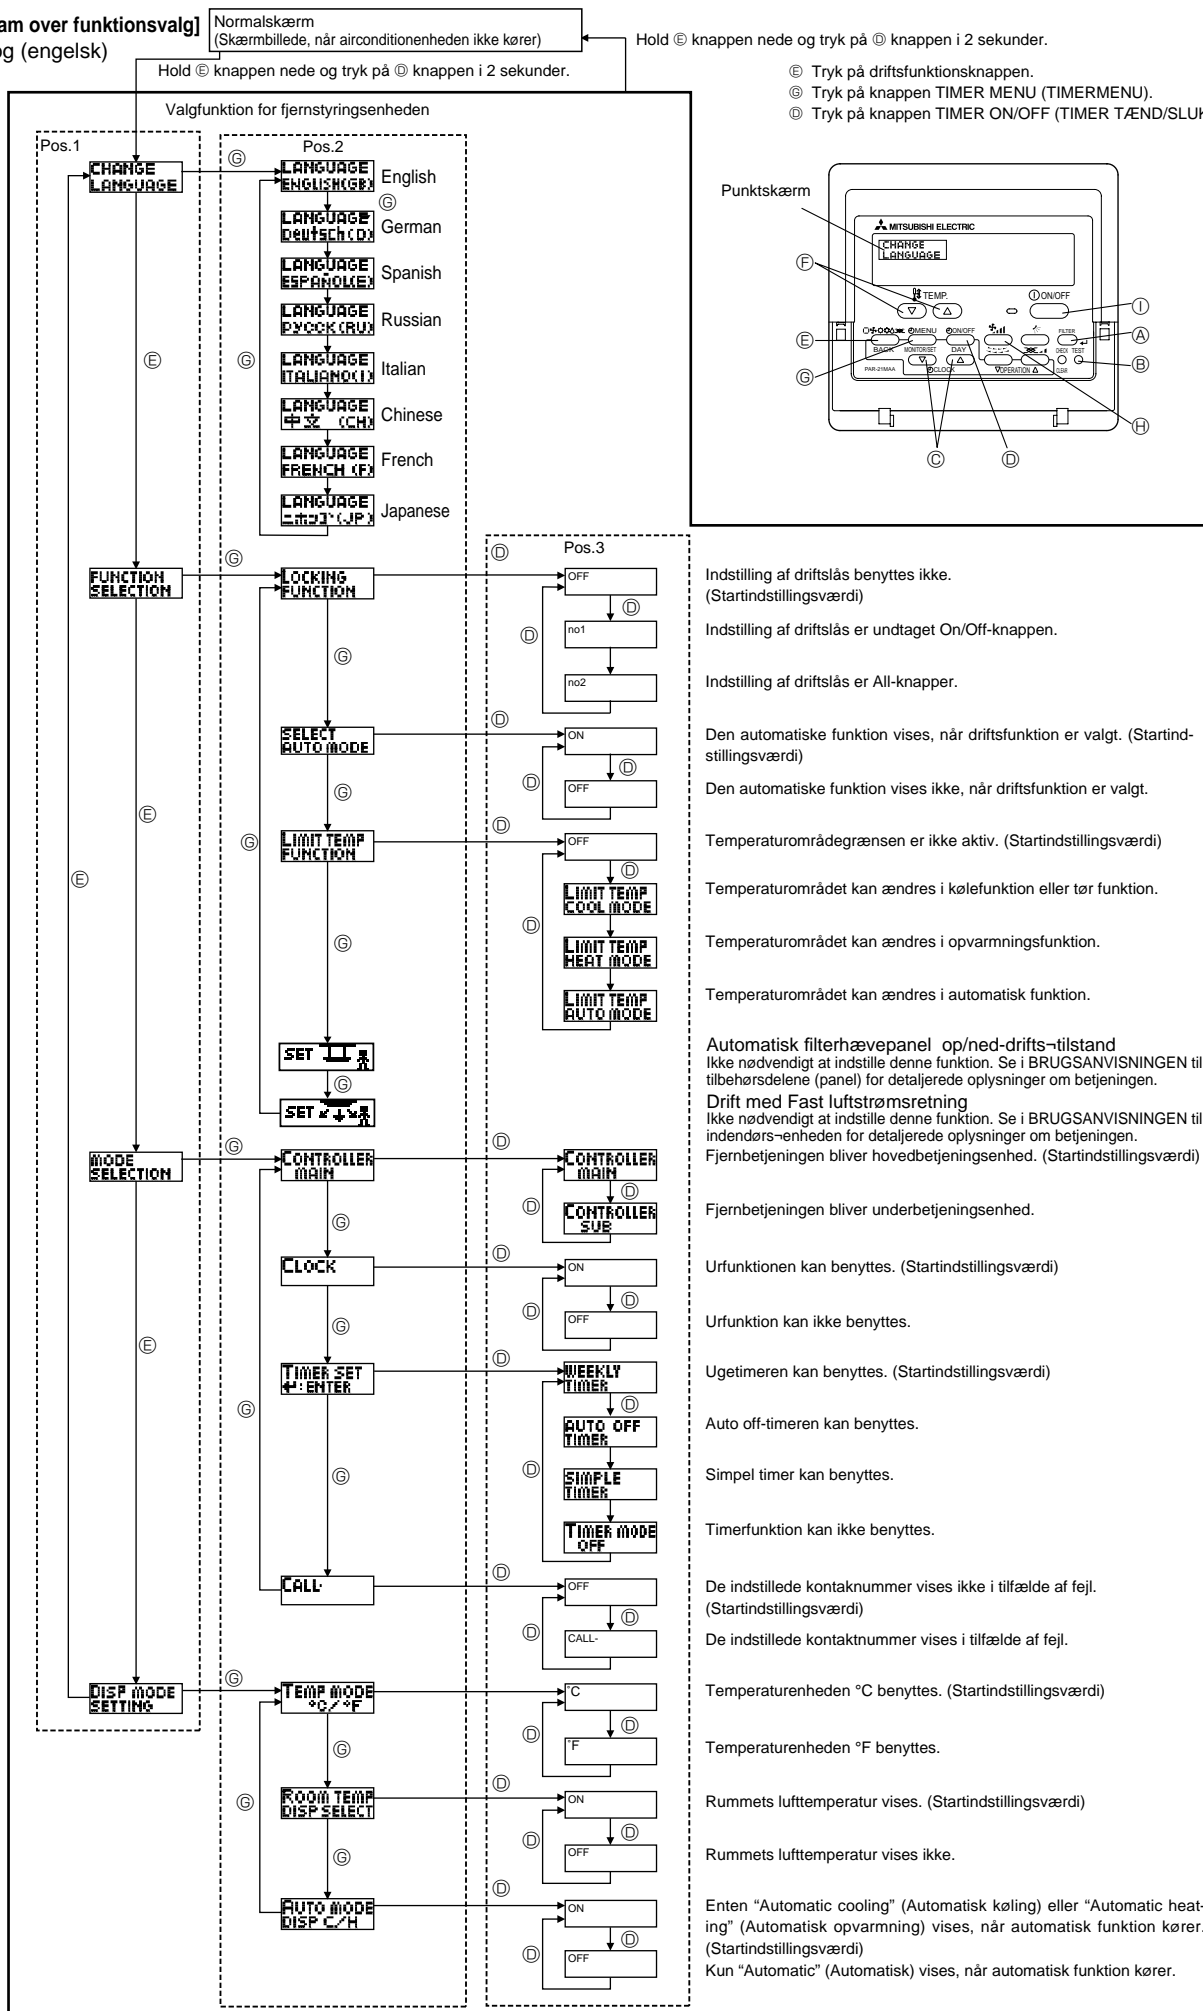 am over funktionsvalg]
og (engelsk)
Normalskærm
(Skærmbillede, når airconditionenheden ikke kører)
Hold Ⓔ knappen nede og tryk på Ⓓ knappen i 2 sekunder.
Hold Ⓔ knappen nede og tryk på Ⓓ knappen i 2 sekunder.
Ⓔ Tryk på driftsfunktionsknappen.
Ⓖ Tryk på knappen TIMER MENU (TIMERMENU).
Ⓓ Tryk på knappen TIMER ON/OFF (TIMER TÆND/SLUK
Valgfunktion for fjernstyringsenheden
Pos.1
Pos.2
CHANGE
LANGUAGE
Ⓖ
LANGUAGE
ENGLISH(GB)
English
Ⓖ
LANGUAGE
Deutsch(D)
German
LANGUAGE
ESPAÑOL(E)
Spanish
LANGUAGE
РУССК(RU)
Russian
Ⓔ
Ⓖ
LANGUAGE
ITALIANO(I)
Italian
LANGUAGE
中文 (CH)
Chinese
LANGUAGE
FRENCH (F)
French
LANGUAGE
ニホンゴ(JP)
Japanese
Punktskærm
MITSUBISHI ELECTRIC
CHANGE
LANGUAGE
Ⓕ
TEMP.
ON/OFF
Ⓘ
Ⓔ
MENU
ON/OFF
FILTER
Ⓐ
BACK
MONITOR/SET
DAY
CHECK TEST
Ⓖ
PAR-21MAA
CLOCK
▽OPERATION △
CLEAR
Ⓑ
Ⓗ
Ⓒ
Ⓓ
Pos.3
FUNCTION
SELECTION
Ⓖ
LOCKING
FUNCTION
Ⓓ
OFF
Indstilling af driftslås benyttes ikke.
(Startindstillingsværdi)
Ⓓ
Ⓓ
no1
Indstilling af driftslås er undtaget On/Off-knappen.
Ⓖ
no2
Indstilling af driftslås er All-knapper.
SELECT
AUTO MODE
Ⓓ
ON
Den automatiske funktion vises, når driftsfunktion er valgt. (Startind-
stillingsværdi)
Ⓓ
Ⓓ
Ⓖ
OFF
Den automatiske funktion vises ikke, når driftsfunktion er valgt.
Ⓔ
Ⓖ
LIMIT TEMP
FUNCTION
Ⓓ
OFF
Temperaturområdegrænsen er ikke aktiv. (Startindstillingsværdi)
Ⓔ
Ⓓ
LIMIT TEMP
COOL MODE
Temperaturområdet kan ændres i kølefunktion eller tør funktion.
Ⓓ
Ⓖ
LIMIT TEMP
HEAT MODE
Temperaturområdet kan ændres i opvarmningsfunktion.
LIMIT TEMP
AUTO MODE
Temperaturområdet kan ændres i automatisk funktion.
SET
Automatisk filterhævepanel op/ned-drifts¬tilstand
Ikke nødvendigt at indstille denne funktion. Se i BRUGSANVISNINGEN til
tilbehørsdelene (panel) for detaljerede oplysninger om betjeningen.
Ⓖ
SET
Drift med Fast luftstrømsretning
Ikke nødvendigt at indstille denne funktion. Se i BRUGSANVISNINGEN til
indendørs¬enheden for detaljerede oplysninger om betjeningen.
MODE
SELECTION
Ⓖ
CONTROLLER
MAIN
Ⓓ
CONTROLLER
MAIN
Fjernbetjeningen bliver hovedbetjeningsenhed. (Startindstillingsværdi)
Ⓓ
Ⓓ
Ⓖ
CONTROLLER
SUB
Fjernbetjeningen bliver underbetjeningsenhed.
CLOCK
Ⓓ
ON
Urfunktionen kan benyttes. (Startindstillingsværdi)
Ⓓ
Ⓓ
Ⓖ
OFF
Urfunktion kan ikke benyttes.
Ⓔ
TIMER SET
↵:ENTER
Ⓓ
WEEKLY
TIMER
Ugetimeren kan benyttes. (Startindstillingsværdi)
Ⓖ
Ⓓ
AUTO OFF
TIMER
Auto off-timeren kan benyttes.
Ⓓ
Ⓖ
SIMPLE
TIMER
Simpel timer kan benyttes.
TIMER MODE
OFF
Timerfunktion kan ikke benyttes.
CALL-
Ⓓ
OFF
De indstillede kontaknummer vises ikke i tilfælde af fejl.
(Startindstillingsværdi)
Ⓓ
Ⓓ
CALL-
De indstillede kontaktnummer vises i tilfælde af fejl.
DISP MODE
SETTING
Ⓖ
TEMP MODE
°C/°F
Ⓓ
°C
Temperaturenheden °C benyttes. (Startindstillingsværdi)
Ⓓ
Ⓓ
Ⓖ
°F
Temperaturenheden °F benyttes.
Ⓖ
ROOM TEMP
DISP SELECT
Ⓓ
ON
Rummets lufttemperatur vises. (Startindstillingsværdi)
Ⓓ
Ⓓ
Ⓖ
OFF
Rummets lufttemperatur vises ikke.
AUTO MODE
DISP C/H
Ⓓ
ON
Enten “Automatic cooling” (Automatisk køling) eller “Automatic heat-
ing” (Automatisk opvarmning) vises, når automatisk funktion kører.
(Startindstillingsværdi)
Ⓓ
Ⓓ
OFF
Kun “Automatic” (Automatisk) vises, når automatisk funktion kører.